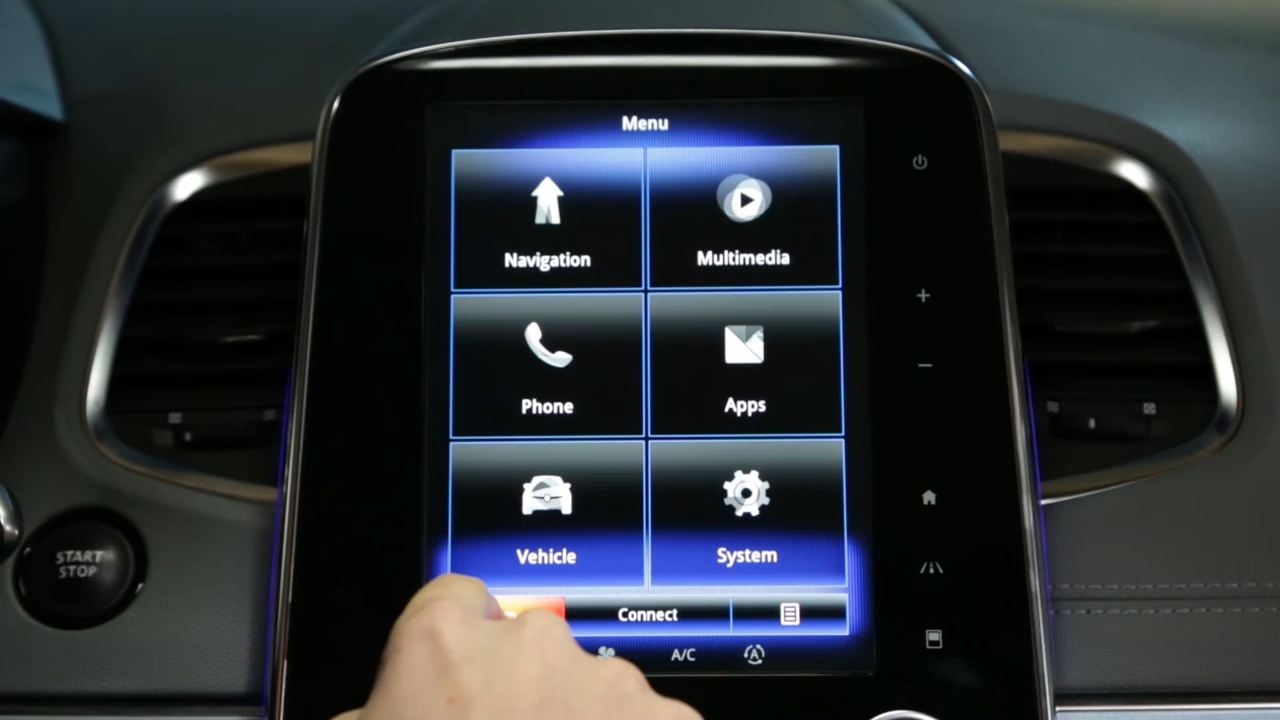 Menu
Navigation
Multimedia
Phone
Apps
START
STOP
Vehicle
System
Connect
A/C
A